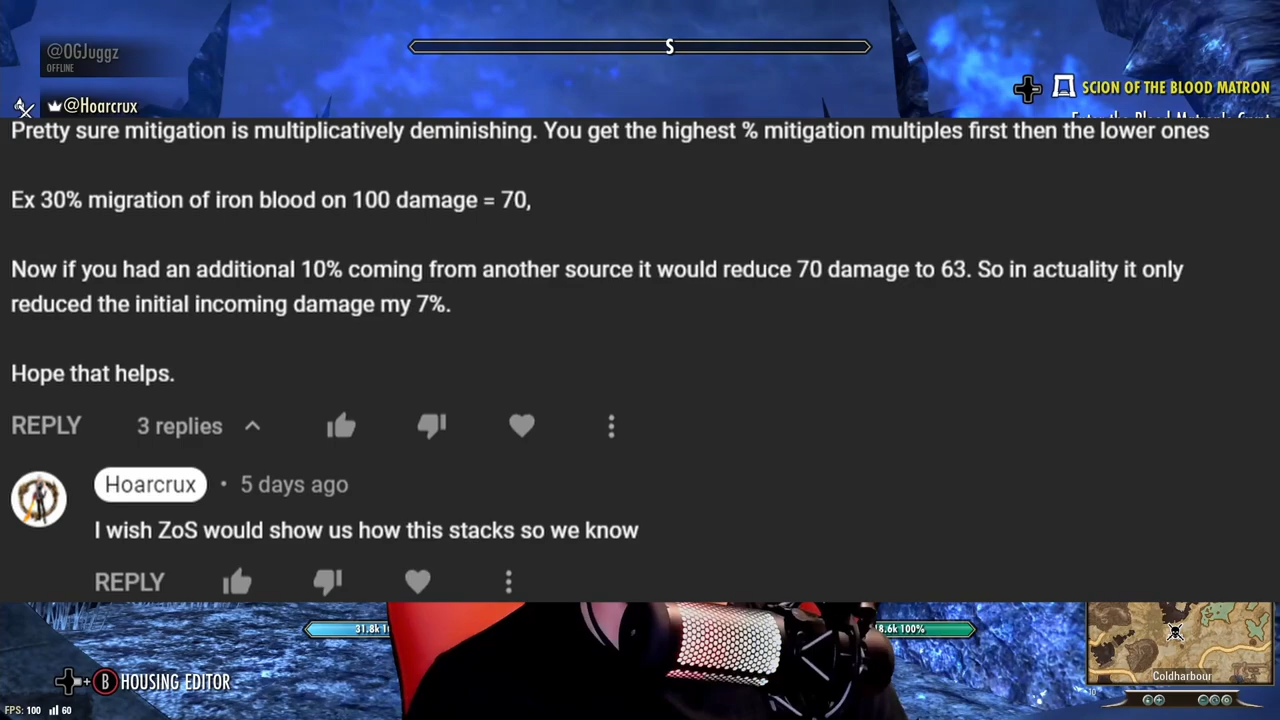 @OGJuggz
OFFLINE
S
@Hoarcrux
SCION OF THE BLOOD MATRON
Pretty sure mitigation is multiplicatively deminishing. You get the highest % mitigation multiples first then the lower ones
Ex 30% migration of iron blood on 100 damage = 70,
Now if you had an additional 10% coming from another source it would reduce 70 damage to 63. So in actuality it only
reduced the initial incoming damage my 7%.
Hope that helps.
REPLY 3 replies
Hoarcrux • 5 days ago
I wish ZoS would show us how this stacks so we know
REPLY
31.8k
8.6k 100%
B HOUSING EDITOR
Coldharbour
FPS: 100 60